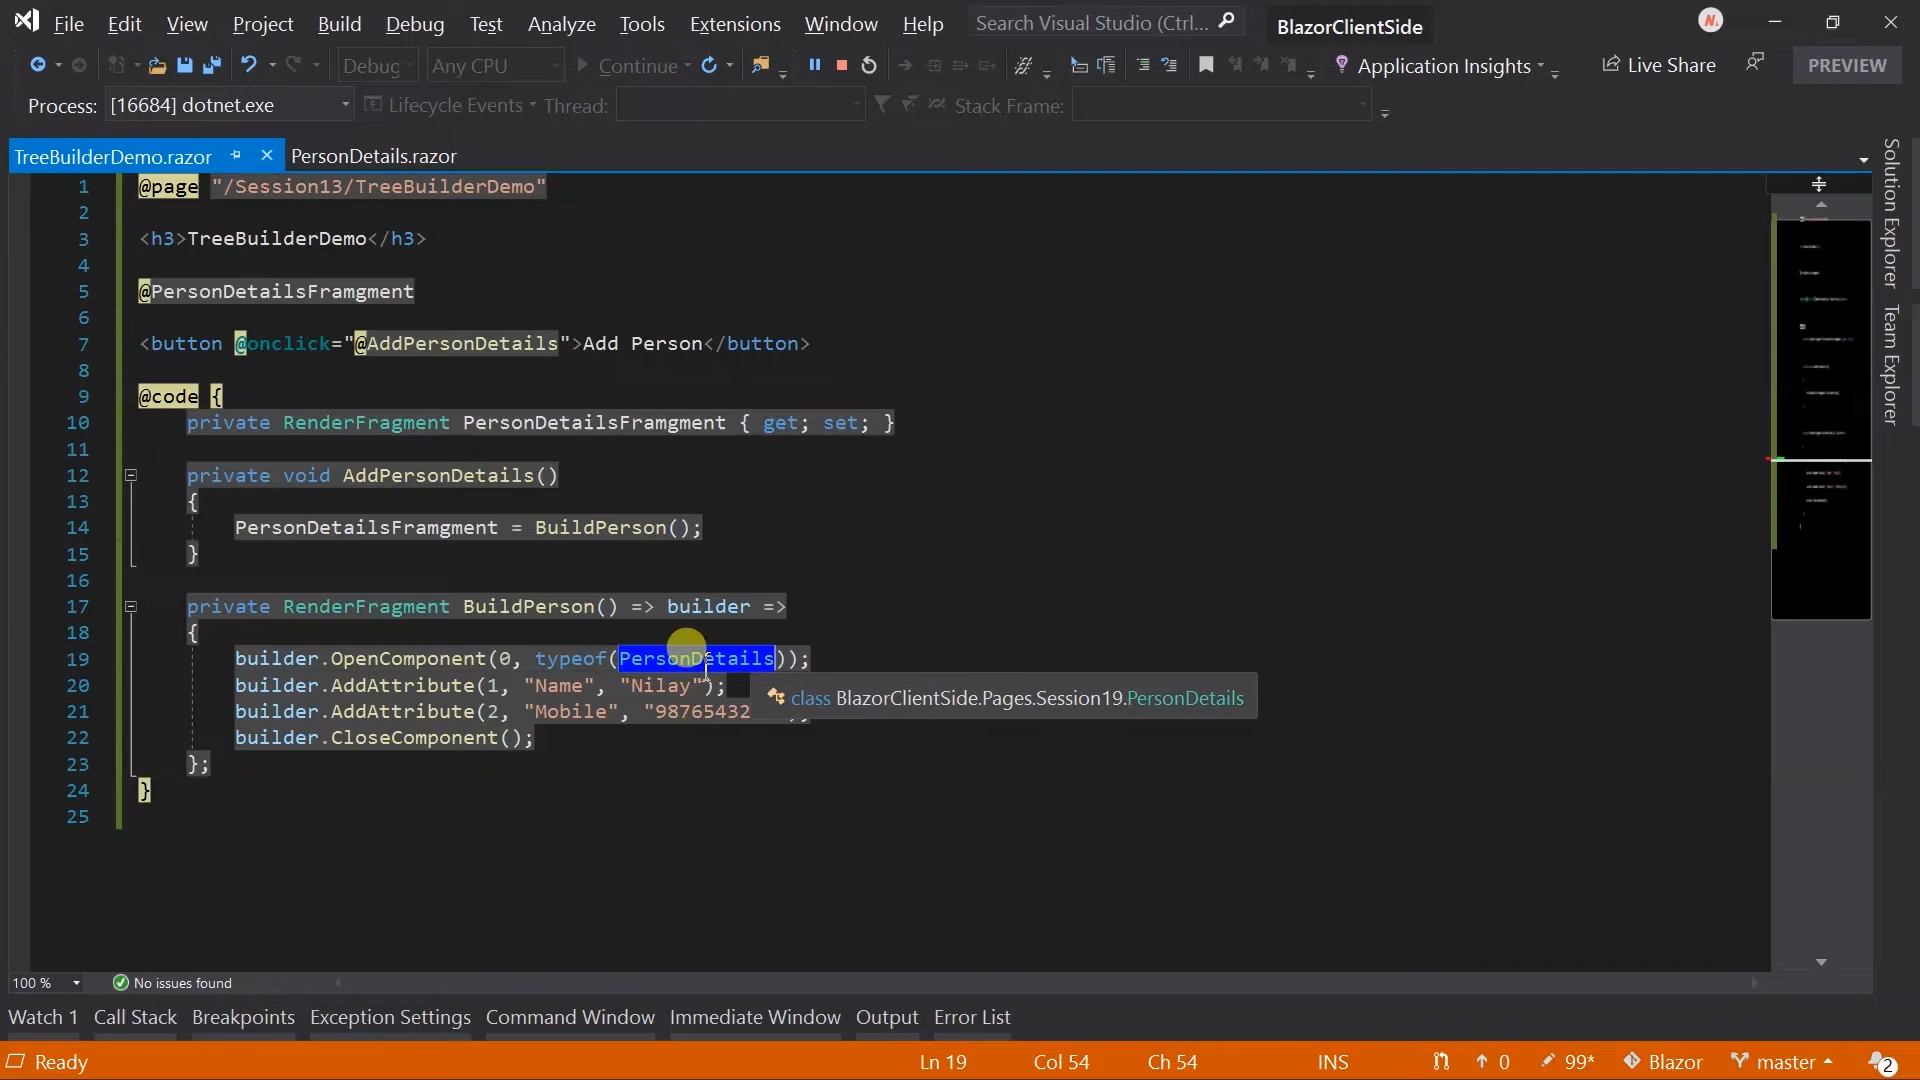 File Edit View Project Build Debug Test Analyze Tools Extensions Window Help Search Visual Studio (Ctrl... BlazorClientSide N.
Debug Any CPU Continue Application Insights Live Share PREVIEW
Process: [16684] dotnet.exe Lifecycle Events Thread: Stack Frame:
TreeBuilderDemo.razor PersonDetails.razor
1 @page "/Session13/TreeBuilderDemo"
2
3 <h3>TreeBuilderDemo</h3>
4
5 @PersonDetailsFramgment
6
7 <button @onclick="@AddPersonDetails">Add Person</button>
8
9 @code {
10 private RenderFragment PersonDetailsFramgment { get; set; }
11
12 private void AddPersonDetails()
13 {
14 PersonDetailsFramgment = BuildPerson();
15 }
16
17 private RenderFragment BuildPerson() => builder =>
18 {
19 builder.OpenComponent(0, typeof(PersonDetails));
20 builder.AddAttribute(1, "Name", "Nilay");
class BlazorClientSide.Pages.Session19.PersonDetails
21 builder.AddAttribute(2, "Mobile", "98765432
22 builder.CloseComponent();
23 };
24 }
25
Solution Explorer
Team Explorer
100 % No issues found
Watch 1 Call Stack Breakpoints Exception Settings Command Window Immediate Window Output Error List
Ready Ln 19 Col 54 Ch 54 INS 0 99* Blazor master 2